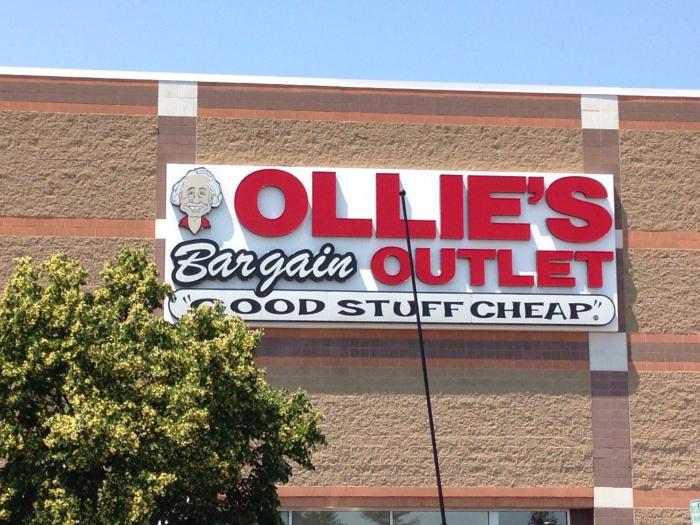 OLLIE'S
Bargain OUTLET
"GOOD STUFF CHEAP"®